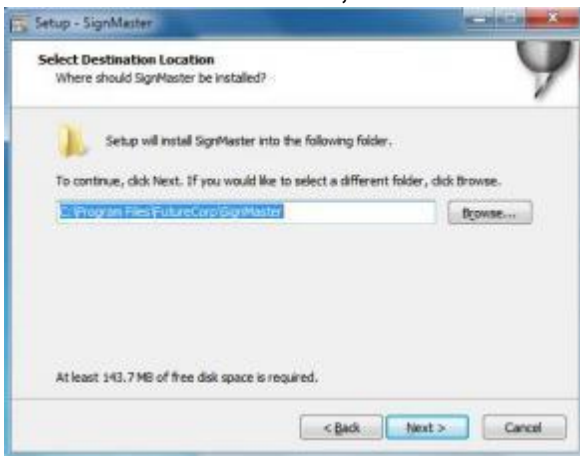 Setup - SignMaster
Select Destination Location
Where should SignMaster be installed?
Setup will install SignMaster into the following folder.
To continue, click Next. If you would like to select a different folder, click Browse.
C:\Program Files\FutureCorp\SignMaster
Browse...
At least 143.7 MB of free disk space is required.
< Back
Next >
Cancel